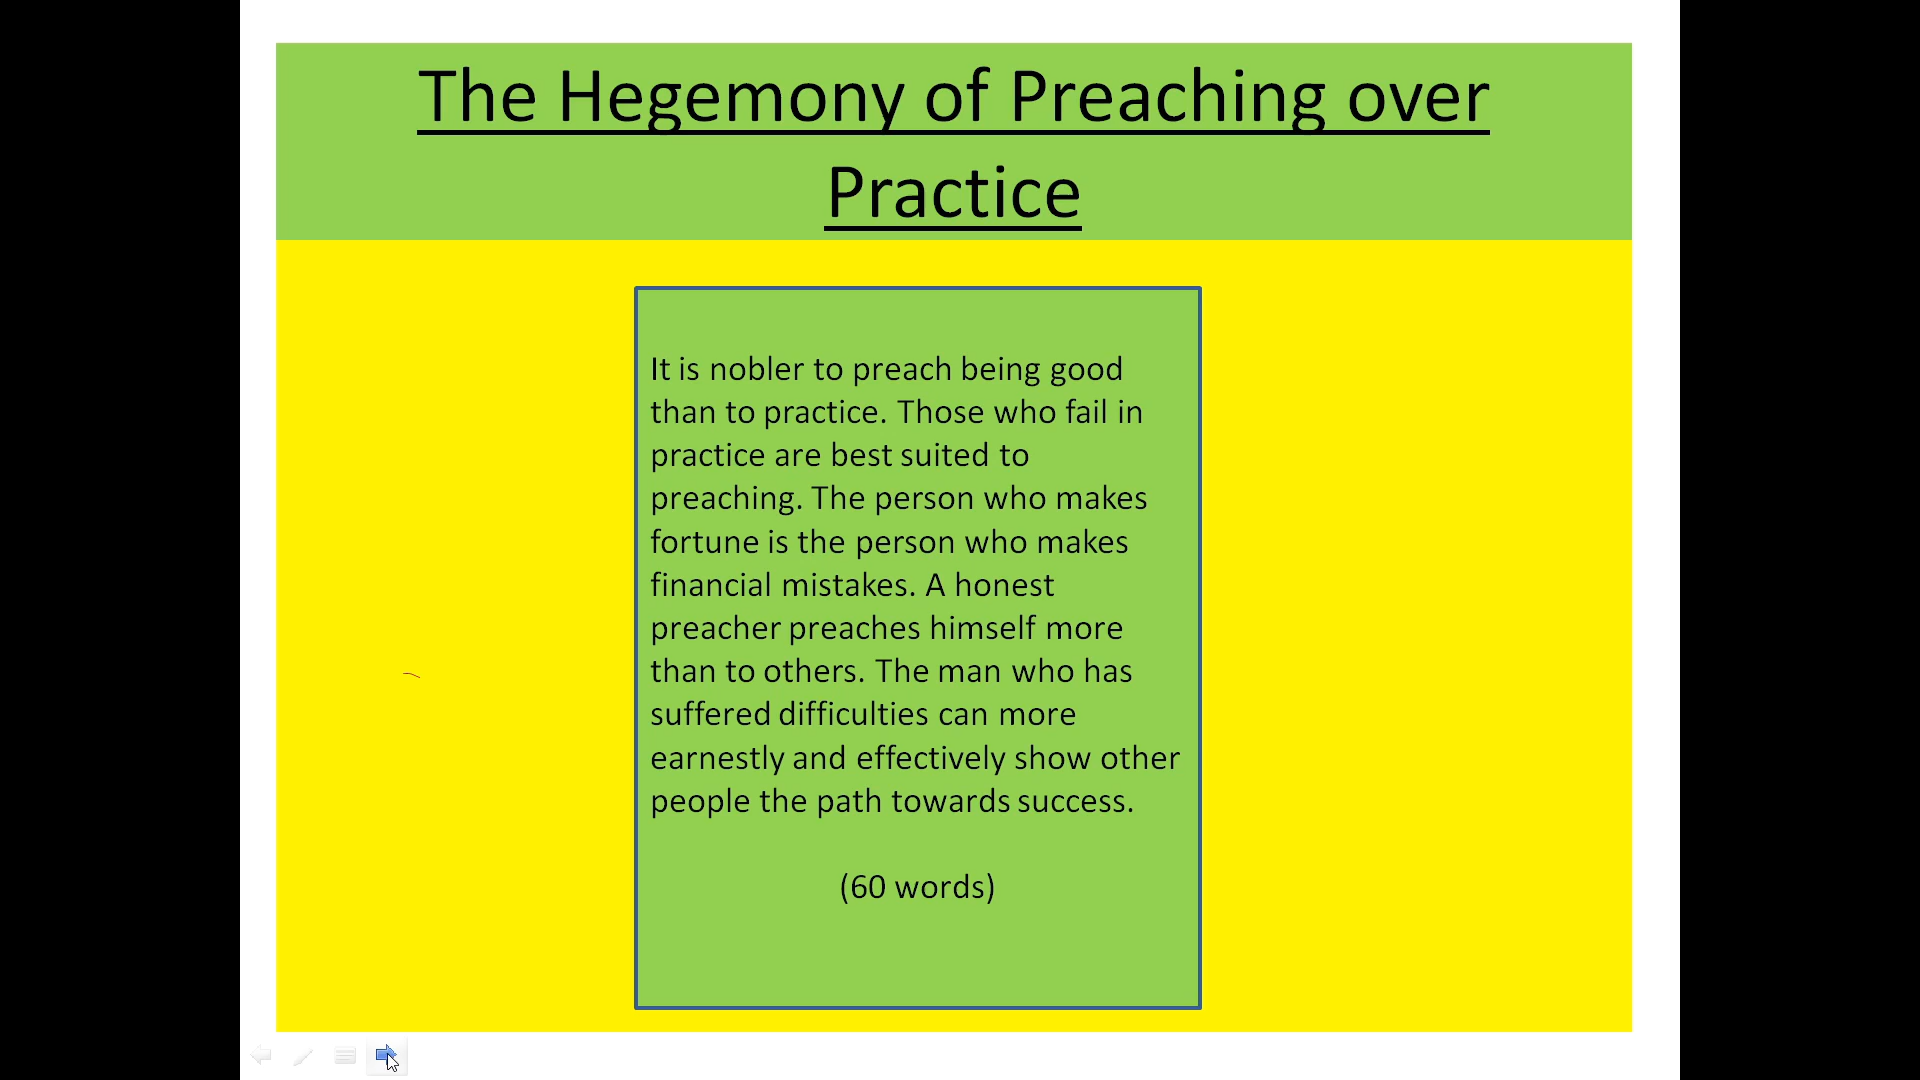 The Hegemony of Preaching over
Practice
It is nobler to preach being good
than to practice. Those who fail in
practice are best suited to
preaching. The person who makes
fortune is the person who makes
financial mistakes. A honest
preacher preaches himself more
than to others. The man who has
suffered difficulties can more
earnestly and effectively show other
people the path towards success.
(60 words)